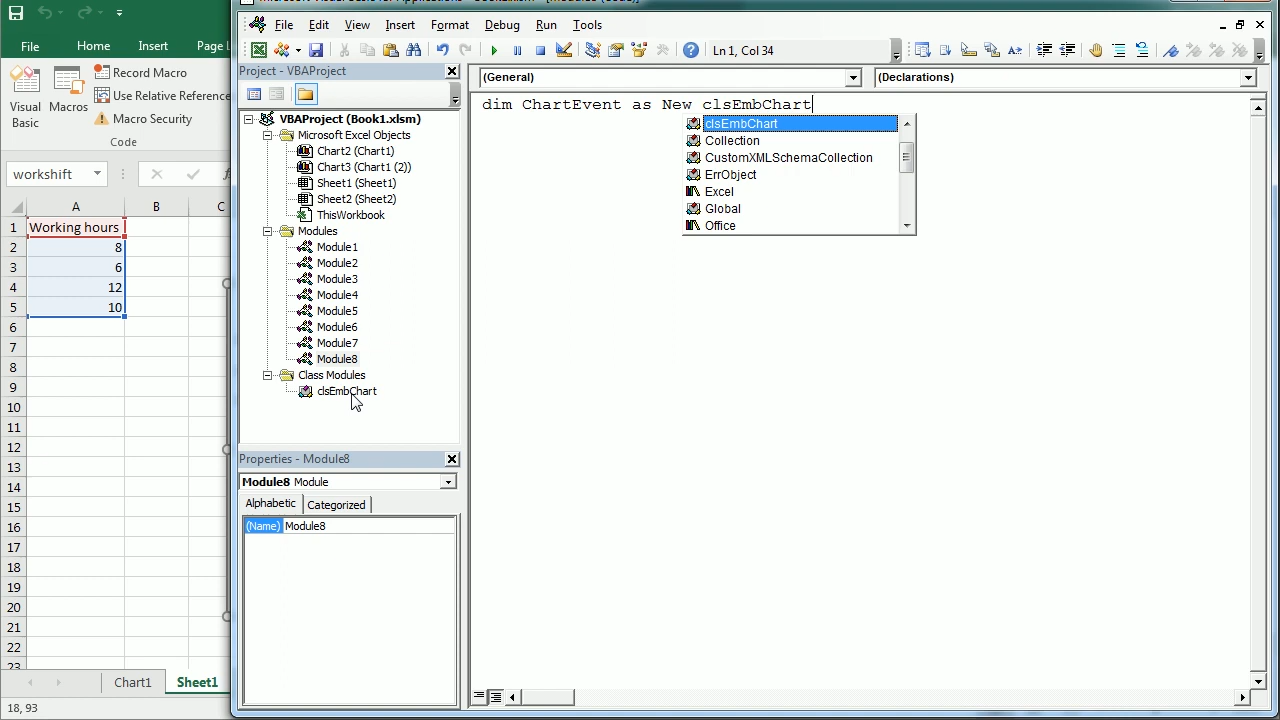 File
Home
Insert
Page L
Visual
Basic
Macros
Record Macro
Use Relative Reference
Macro Security
Code
workshift
A
B
C
1
Working hours
2
8
3
6
4
12
5
10
6
7
8
9
10
11
12
13
14
15
16
17
18
19
20
21
22
23
Chart1
Sheet1
18, 93
File Edit View Insert Format Debug Run Tools
Ln 1, Col 34
Project - VBAProject
VBAProject (Book1.xlsm)
Microsoft Excel Objects
Chart2 (Chart1)
Chart3 (Chart1 (2))
Sheet1 (Sheet1)
Sheet2 (Sheet2)
ThisWorkbook
Modules
Module1
Module2
Module3
Module4
Module5
Module6
Module7
Module8
Class Modules
clsEmbChart
Properties - Module8
Module8 Module
Alphabetic
Categorized
(Name) Module8
(General)
(Declarations)
dim ChartEvent as New clsEmbChart
clsEmbChart
Collection
CustomXMLSchemaCollection
ErrObject
Excel
Global
Office